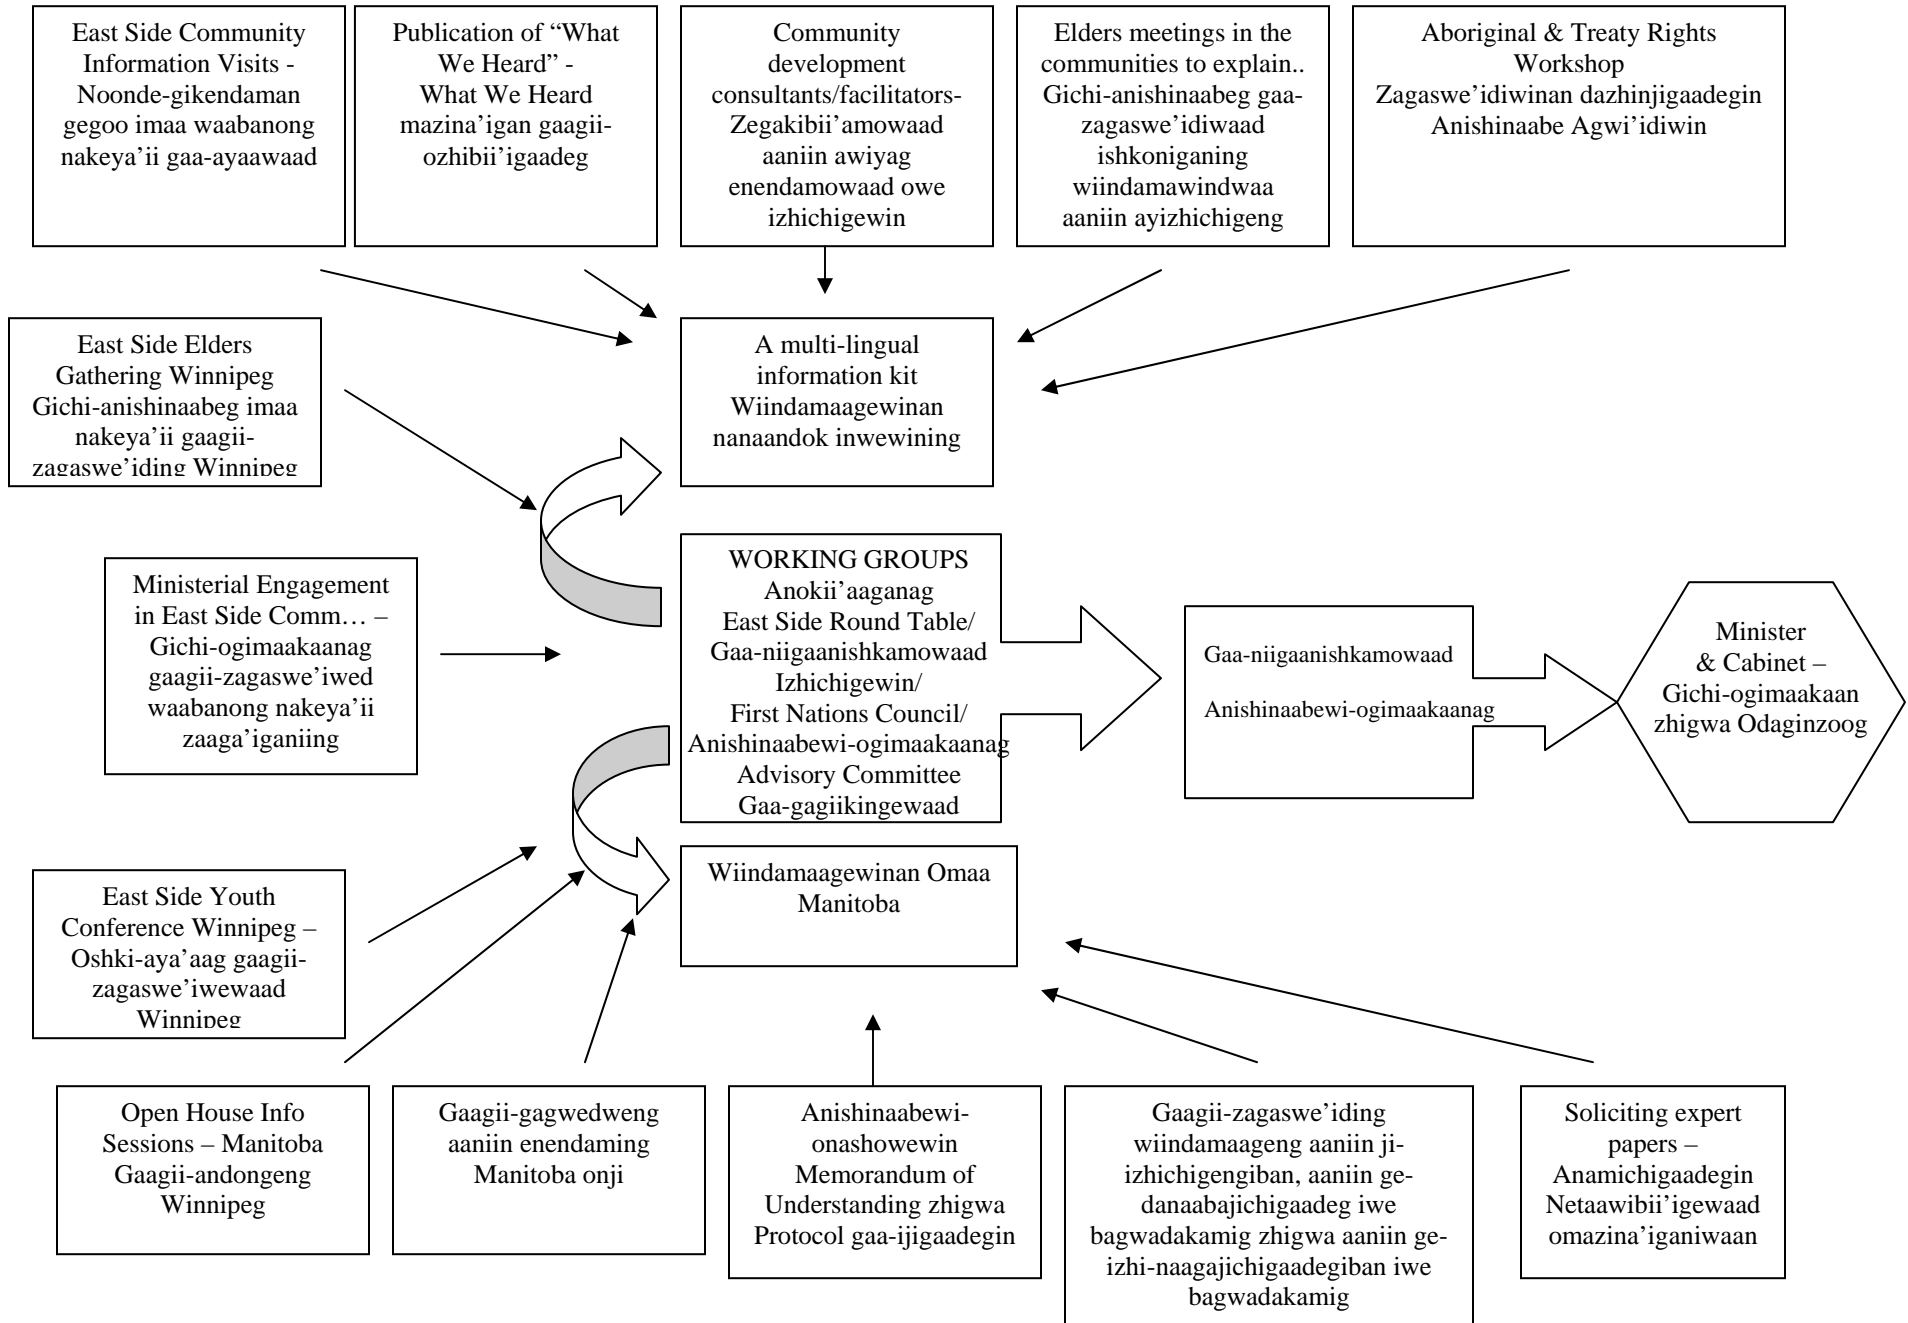 East Side Community
Information Visits -
Noonde-gikendaman
gegoo imaa waabanong
nakeya’ii gaa-ayaawaad
Publication of “What
We Heard” -
What We Heard
mazina’igan gaagii-
ozhibii’igaadeg
Community
development
consultants/facilitators-
Zegakibii’amowaad
aaniin awiyag
enendamowaad owe
izhichigewin
Elders meetings in the
communities to explain..
Gichi-anishinaabeg gaa-
zagaswe’idiwaad
ishkoniganing
wiindamawindwaa
aaniin ayizhichigeng
Aboriginal & Treaty Rights
Workshop
Zagaswe’idiwinan dazhinjigaadegin
Anishinaabe Agwi’idiwin
East Side Elders
Gathering Winnipeg
Gichi-anishinaabeg imaa
nakeya’ii gaagii-
zagaswe’iding Winnipeg
A multi-lingual
information kit
Wiindamaagewinan
nanaandok inwewining
Ministerial Engagement
in East Side Comm… –
Gichi-ogimaakaanag
gaagii-zagaswe’iwed
waabanong nakeya’ii
zaaga’iganiing
WORKING GROUPS
Anokii’aaganag
East Side Round Table/
Gaa-niigaanishkamowaad
Izhichigewin/
First Nations Council/
Anishinaabewi-ogimaakaanag
Advisory Committee
Gaa-gagiikingewaad
Gaa-niigaanishkamowaad
Anishinaabewi-ogimaakaanag
Minister
& Cabinet –
Gichi-ogimaakaan
zhigwa Odaginzoog
East Side Youth
Conference Winnipeg –
Oshki-aya’aag gaagii-
zagaswe’iwewaad
Winnipeg
Wiindamaagewinan Omaa
Manitoba
Open House Info
Sessions – Manitoba
Gaagii-andongeng
Winnipeg
Gaagii-gagwedweng
aaniin enendaming
Manitoba onji
Anishinaabewi-
onashowewin
Memorandum of
Understanding zhigwa
Protocol gaa-ijigaadegin
Gaagii-zagaswe’iding
wiindamaageng aaniin ji-
izhichigengiban, aaniin ge-
danaabajichigaadeg iwe
bagwadakamig zhigwa aaniin ge-
izhi-naagajichigaadegiban iwe
bagwadakamig
Soliciting expert
papers –
Anamichigaadegin
Netaawibii’igewaad
omazina’iganiwaan